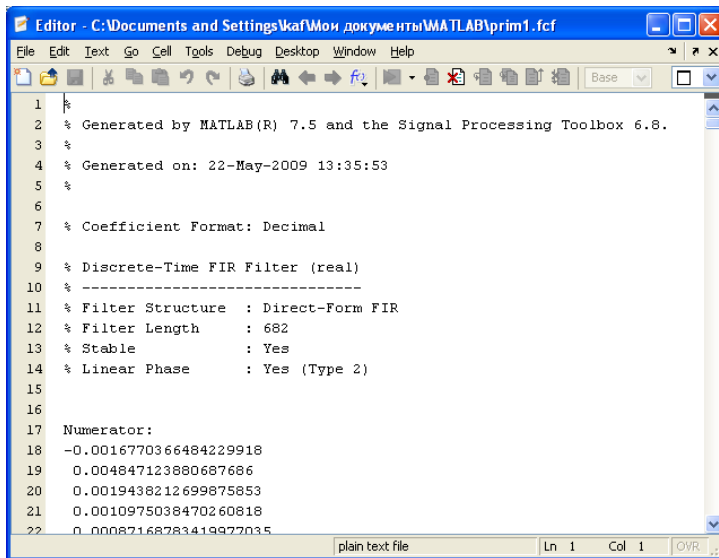 Editor - C:\Documents and Settings\kaf\Мои документы\MATLAB\prim1.fcf
File Edit Text Go Cell Tools Debug Desktop Window Help
Base
1 %
2 % Generated by MATLAB(R) 7.5 and the Signal Processing Toolbox 6.8.
3 %
4 % Generated on: 22-May-2009 13:35:53
5 %
6
7 % Coefficient Format: Decimal
8
9 % Discrete-Time FIR Filter (real)
10 % -------------------------------
11 % Filter Structure : Direct-Form FIR
12 % Filter Length : 682
13 % Stable : Yes
14 % Linear Phase : Yes (Type 2)
15
16
17 Numerator:
18 -0.0016770366484229918
19 0.004847123880687686
20 0.0019438212699875853
21 0.0010975038470260818
22 0.00087168783419977035
plain text file Ln 1 Col 1 OVR